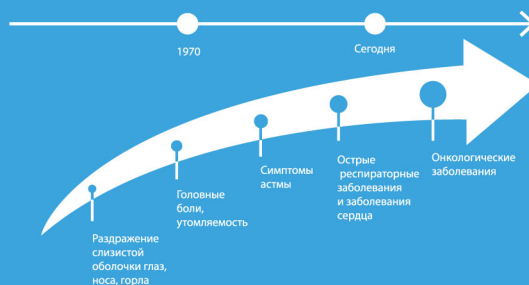 1970
Сегодня
Раздражение
слизистой
оболочки глаз,
носа, горла
Головные
боли,
утомляемость
Симптомы
астмы
Острые
респираторные
заболевания
и заболевания
сердца
Онкологические
заболевания